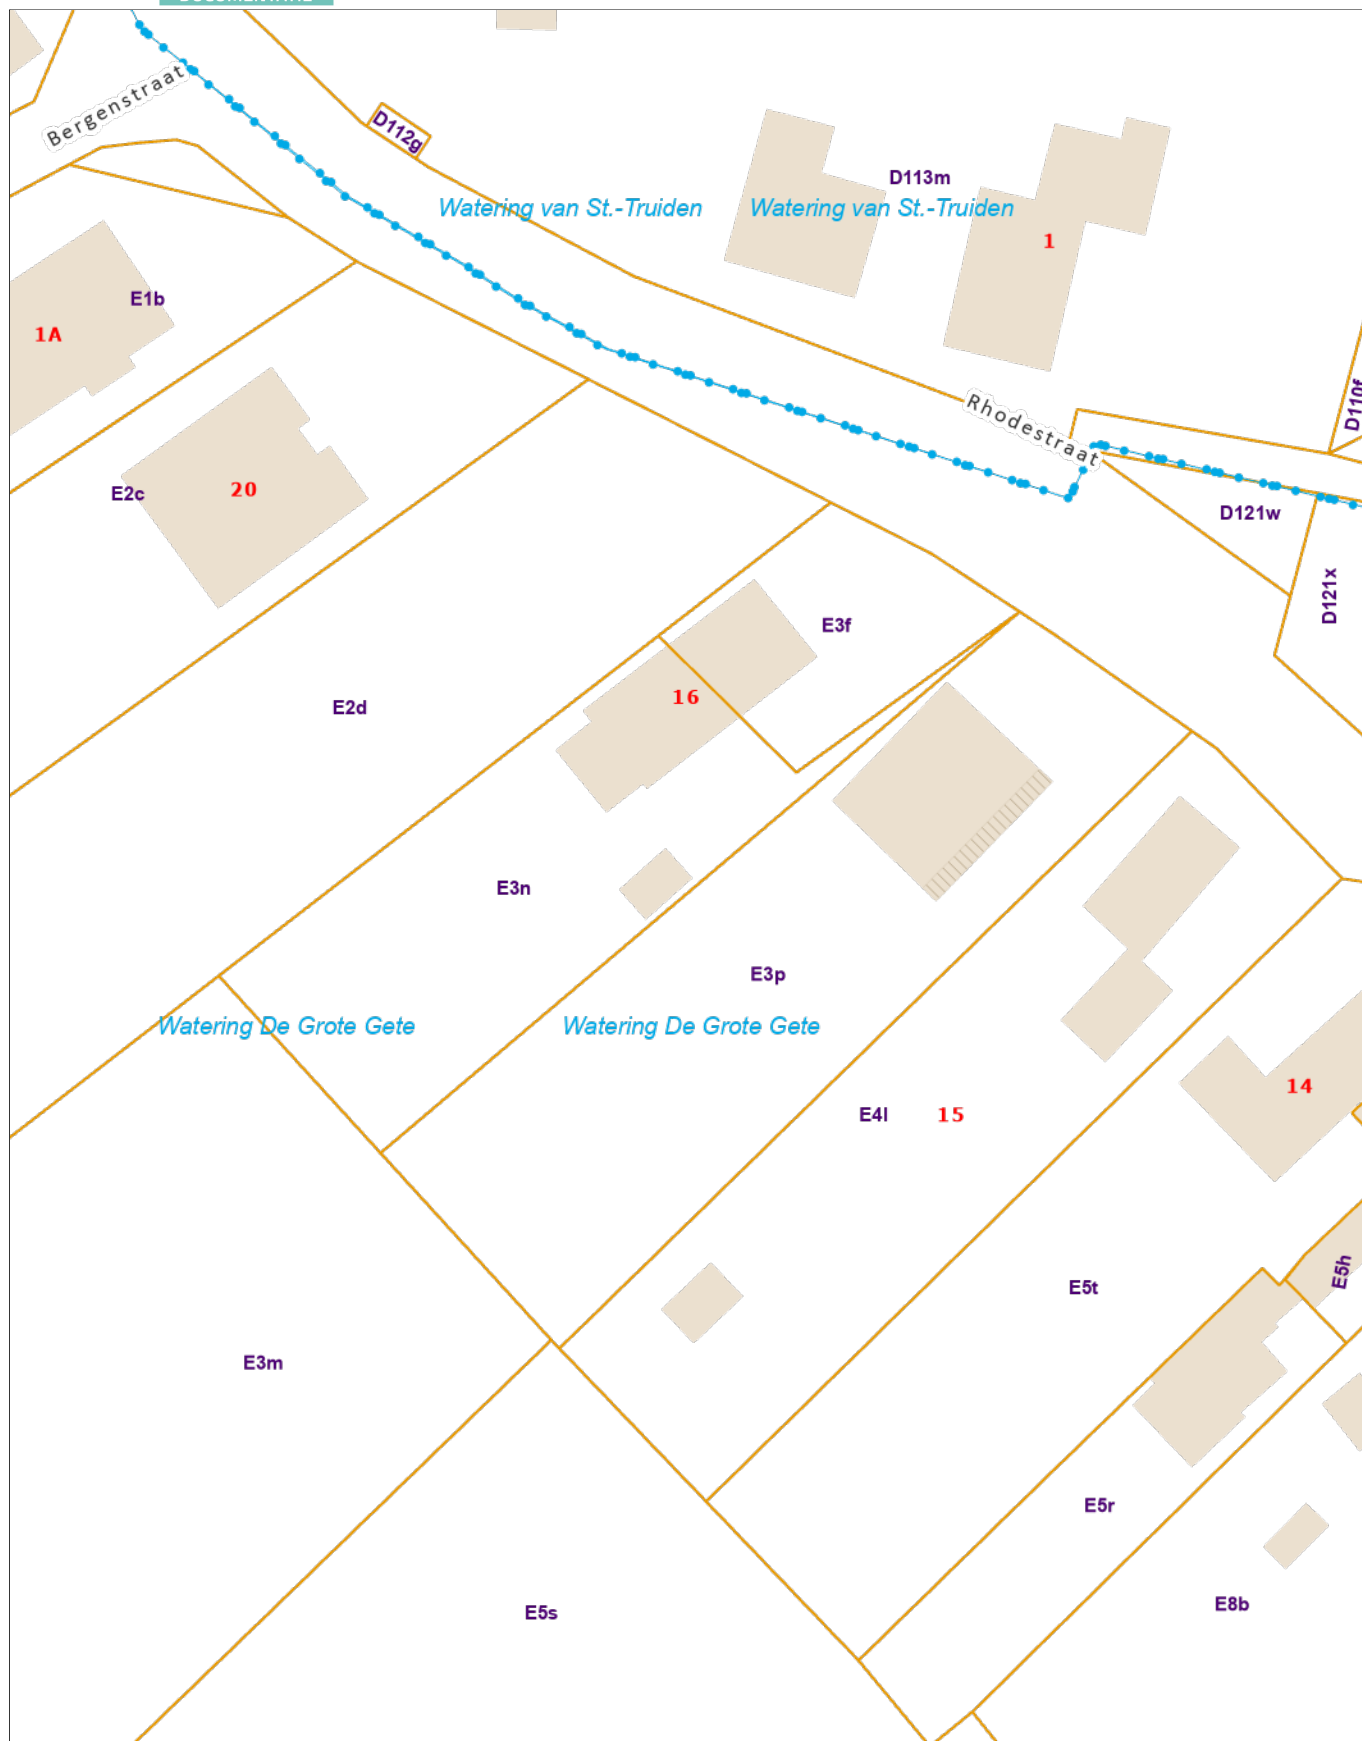 Bergenstraat
D112g
D113m
Watering van St.-Truiden
Watering van St.-Truiden
1
E1b
1A
D110f
Rhodestraat
E2c
20
D121w
D121x
E3f
16
E2d
E3n
E3p
Watering De Grote Gete
Watering De Grote Gete
14
E4l
15
E5h
E5t
E3m
E5r
E5s
E8b